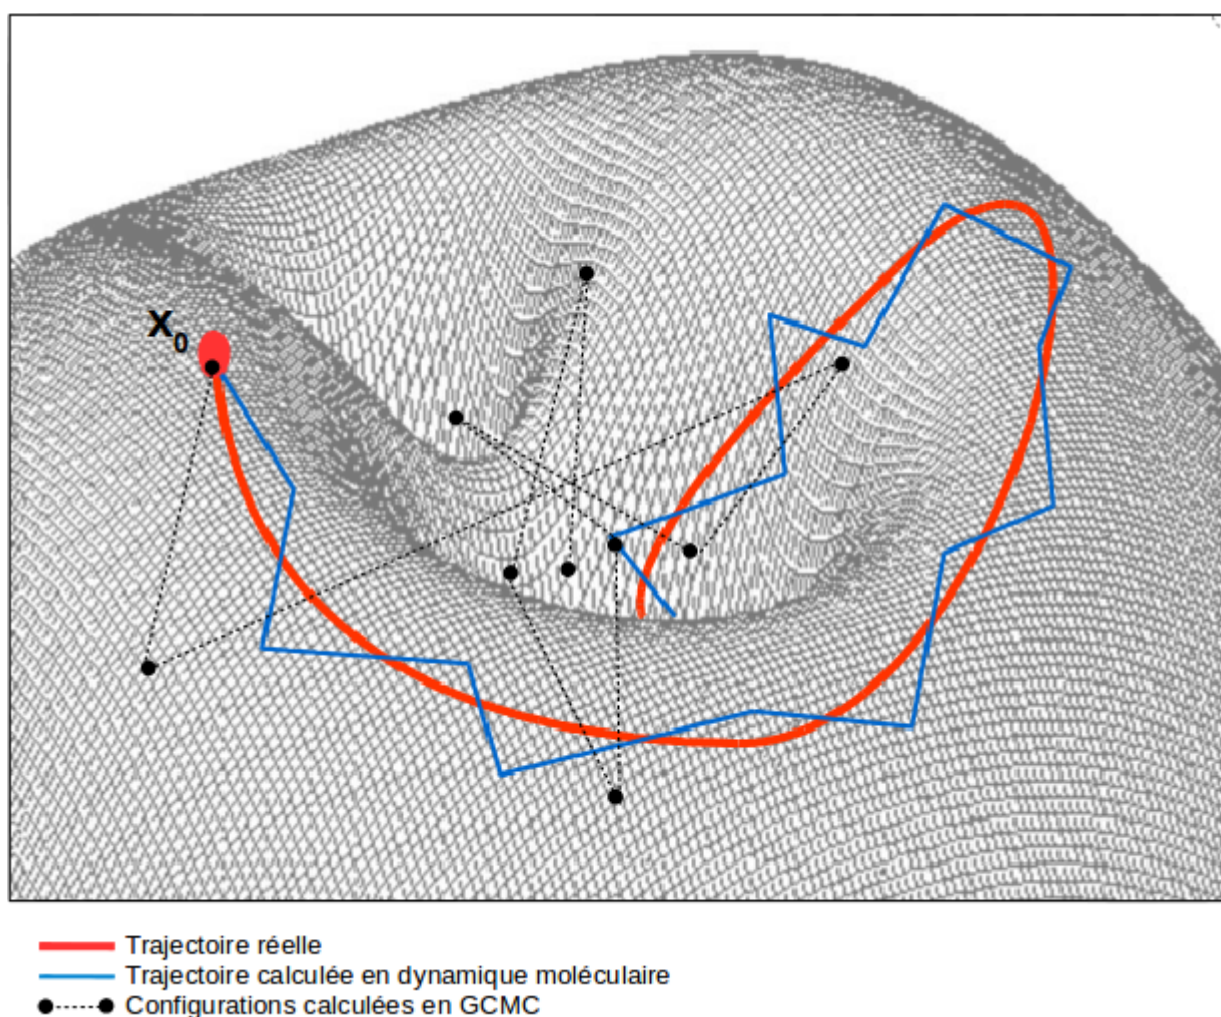 X₀
Trajectoire réelle
Trajectoire calculée en dynamique moléculaire
Configurations calculées en GCMC